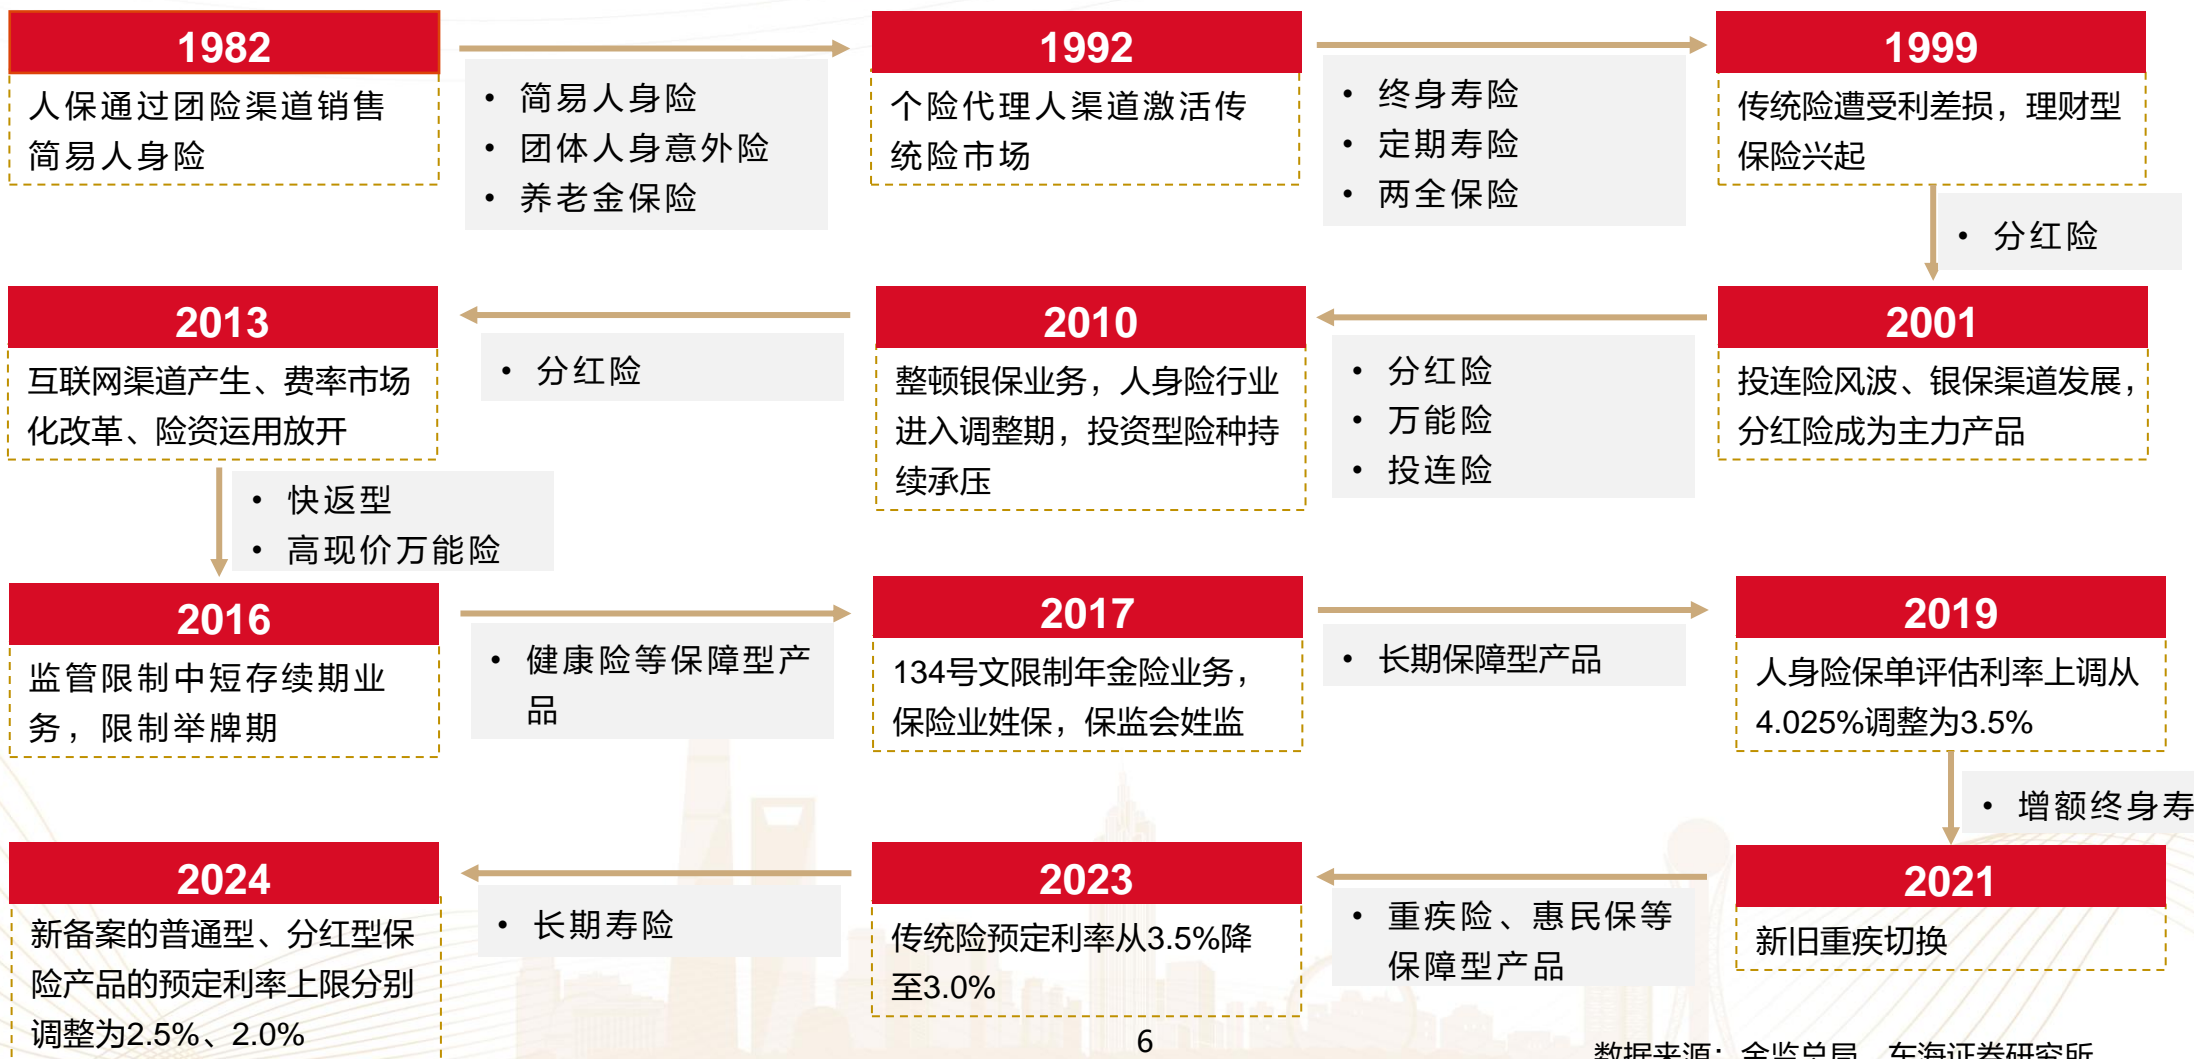 1982
人保通过团险渠道销售
简易人身险
• 简易人身险
• 团体人身意外险
• 养老金保险
1992
个险代理人渠道激活传
统险市场
• 终身寿险
• 定期寿险
• 两全保险
1999
传统险遭受利差损，理财型
保险兴起
• 分红险
2001
投连险风波、银保渠道发展，
分红险成为主力产品
• 分红险
• 万能险
• 投连险
2010
整顿银保业务，人身险行业
进入调整期，投资型险种持
续承压
• 分红险
2013
互联网渠道产生、费率市场
化改革、险资运用放开
• 快返型
• 高现价万能险
2016
监管限制中短存续期业
务，限制举牌期
• 健康险等保障型产
品
2017
134号文限制年金险业务，
保险业姓保，保监会姓监
• 长期保障型产品
2019
人身险保单评估利率上调从
4.025%调整为3.5%
• 增额终身寿
2021
新旧重疾切换
• 重疾险、惠民保等
保障型产品
2023
传统险预定利率从3.5%降
至3.0%
• 长期寿险
2024
新备案的普通型、分红型保
险产品的预定利率上限分别
调整为2.5%、2.0%
6
数据来源：金监总局，东海证券研究所